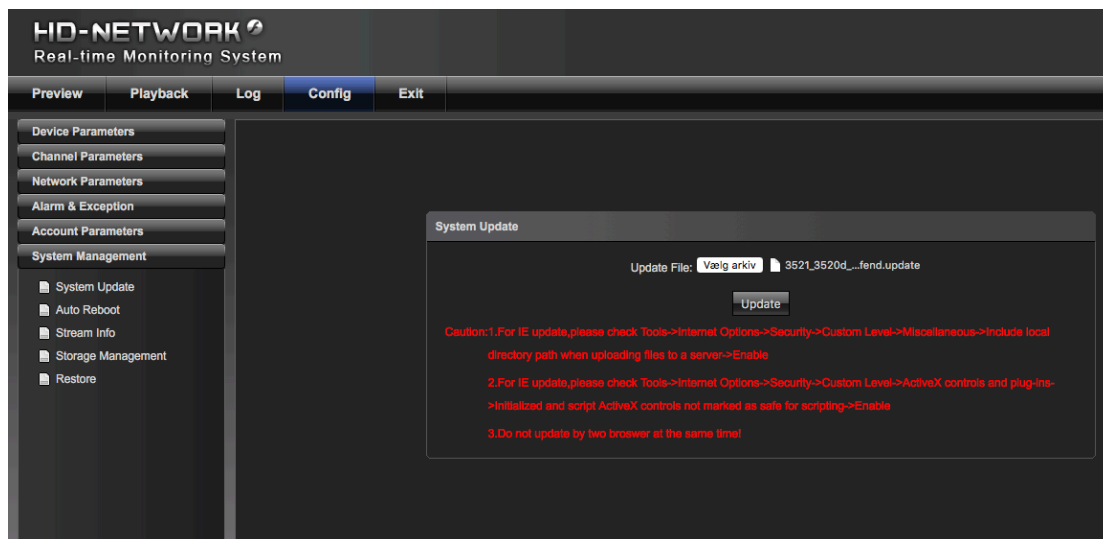 HD-NETWORK
Real-time Monitoring System
Preview Playback Log Config Exit
Device Parameters
Channel Parameters
Network Parameters
Alarm & Exception
Account Parameters
System Management
System Update
Auto Reboot
Stream Info
Storage Management
Restore
System Update
Update File: Vælg arkiv 3521_3520d_...fend.update
Update
Caution:1.For IE update,please check Tools->Internet Options->Security->Custom Level->Miscellaneous->Include local
directory path when uploading files to a server->Enable
2.For IE update,please check Tools->Internet Options->Security->Custom Level->ActiveX controls and plug-ins-
>Initialized and script ActiveX controls not marked as safe for scripting->Enable
3.Do not update by two broswer at the same time!